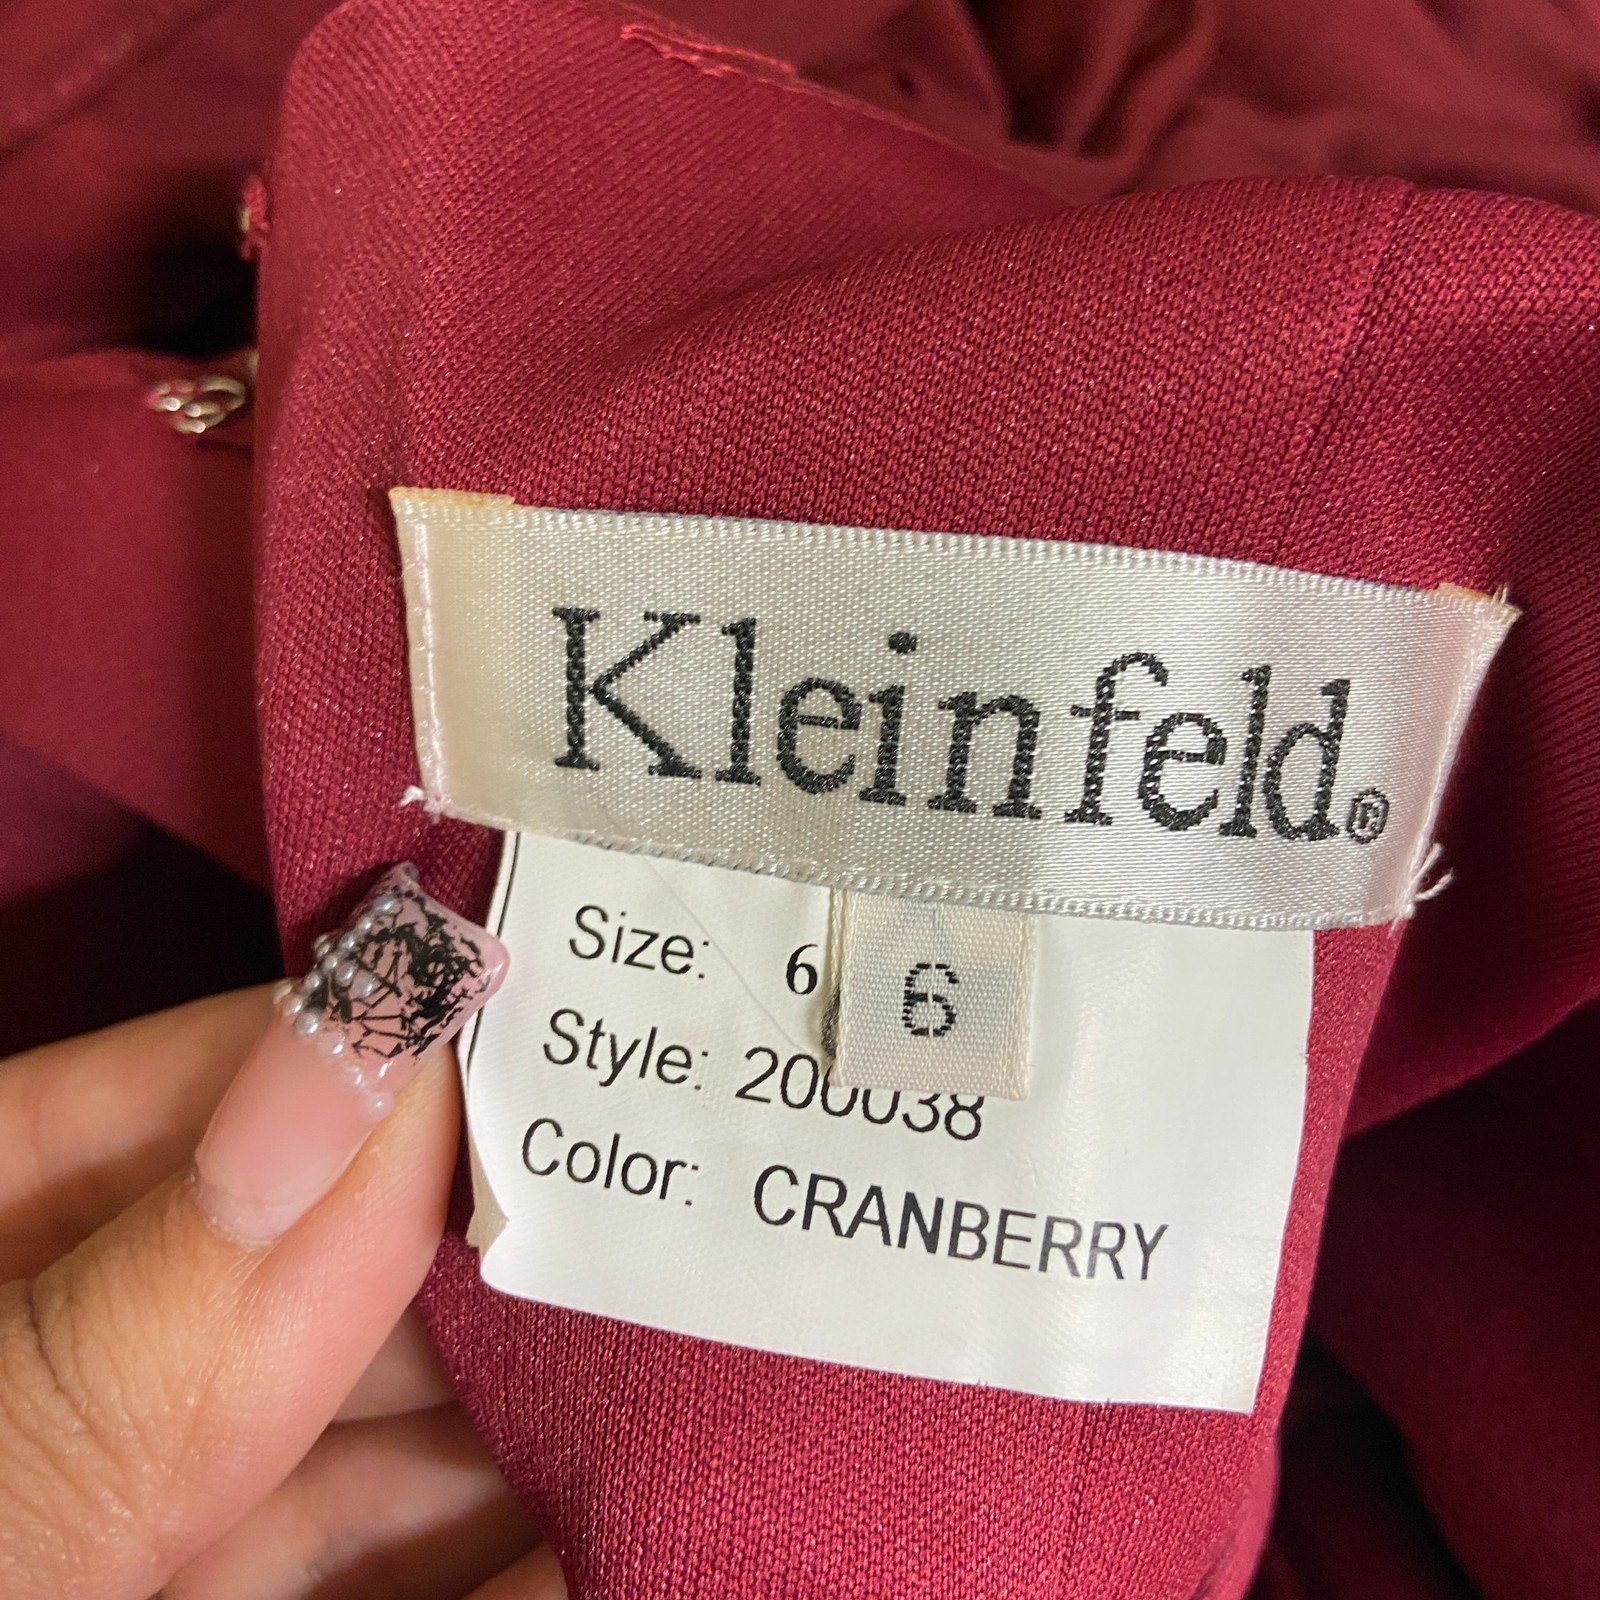 Kleinfeld®
Size: 6
6
Style: 200038
Color: CRANBERRY